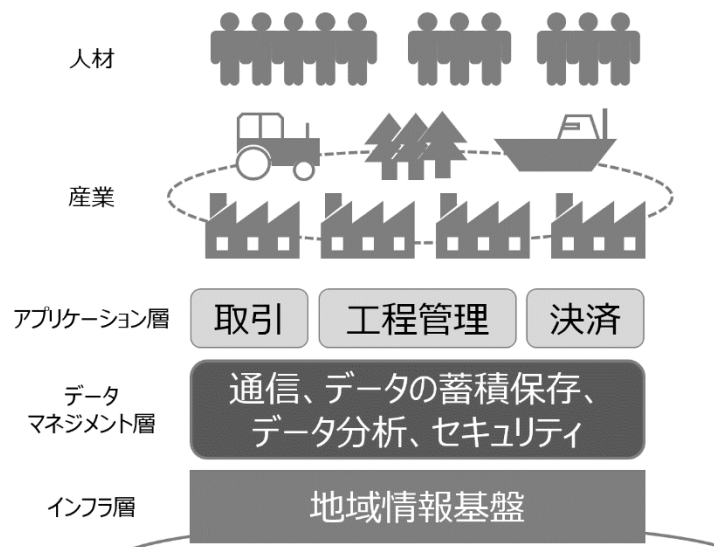 人材
産業
アプリケーション層
取引
工程管理
決済
データ
マネジメント層
通信、データの蓄積保存、
データ分析、セキュリティ
インフラ層
地域情報基盤